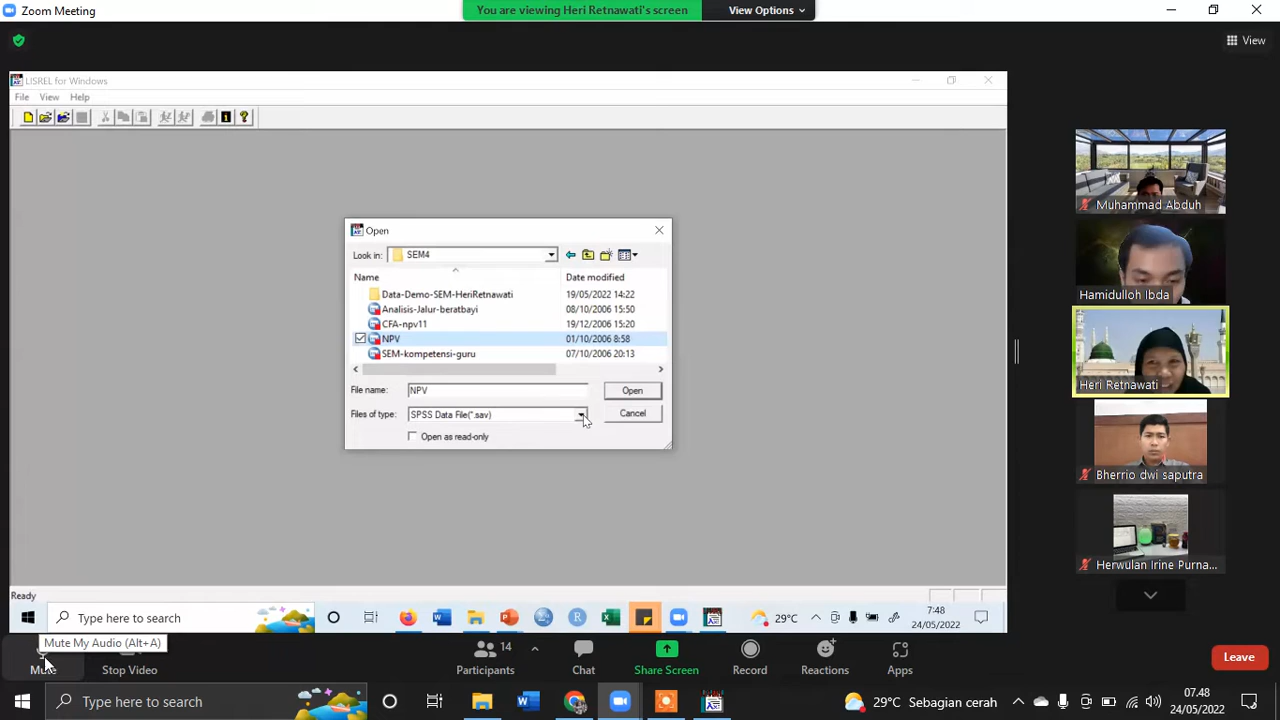 Zoom Meeting
You are viewing Heri Retnawati's screen
View Options
View
LISREL for Windows
File View Help
Open
Look in: SEM4
Name Date modified
Data-Demo-SEM-HeriRetnawati 19/05/2022 14:22
Analisis-Jalur-beratbayi 08/10/2006 15:50
CFA-npv11 19/12/2006 15:20
NPV 01/10/2006 8:58
SEM-kompetensi-guru 07/10/2006 20:13
File name: NPV Open
Files of type: SPSS Data File(*.sav) Cancel
Open as read-only
Muhammad Abduh
Hamidulloh Ibda
Heri Retnawati
Bherrio dwi saputra
Herwulan Irine Purna...
Ready
Type here to search
29°C
7:48
24/05/2022
Mute My Audio (Alt+A)
Mute
Stop Video
14
Participants
Chat
Share Screen
Record
Reactions
Apps
Leave
Type here to search
29°C Sebagian cerah
07.48
24/05/2022